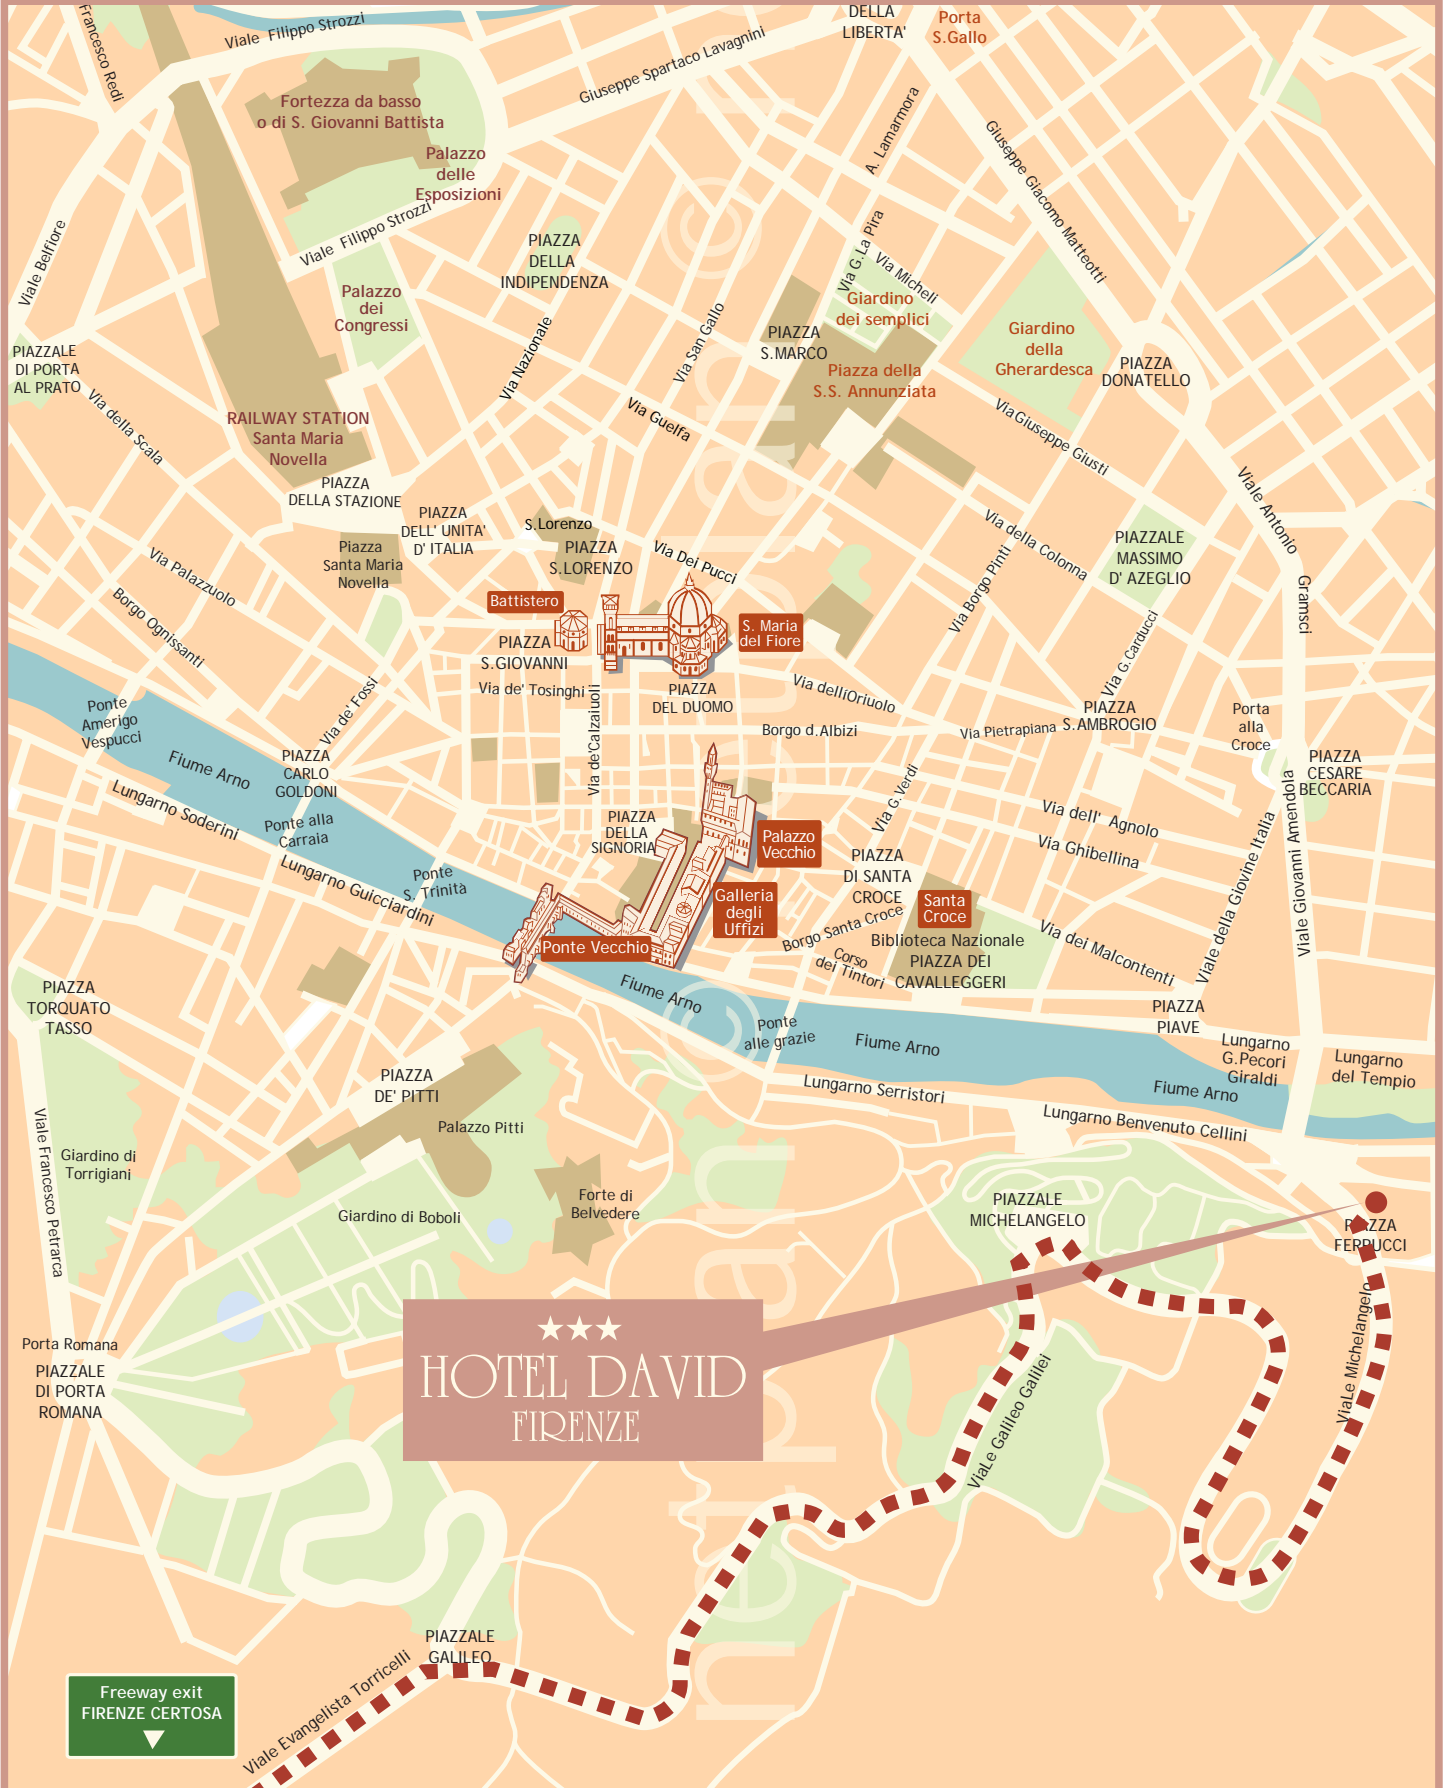 Francesco Redi
Viale Filippo Strozzi
DELLA
LIBERTA'
Porta
S.Gallo
Giuseppe Spartaco Lavagnini
Fortezza da basso
o di S. Giovanni Battista
Palazzo
delle
Esposizioni
A. Lamarmora
Giuseppe Giacomo Matteotti
Viale Filippo Strozzi
Viale Belfiore
PIAZZA
DELLA
INDIPENDENZA
Via G. La Pira
Via Micheli
Palazzo
dei
Congressi
Giardino
dei semplici
Via Nazionale
Via San Gallo
PIAZZA
S.MARCO
Giardino
della
Gherardesca
PIAZZALE
DI PORTA
AL PRATO
Piazza della
S.S. Annunziata
PIAZZA
DONATELLO
Via della Scala
RAILWAY STATION
Santa Maria
Novella
Via Guelfa
Via Giuseppe Giusti
PIAZZA
DELLA STAZIONE
Viale Antonio
Gramsci
PIAZZA
DELL' UNITA'
D' ITALIA
S.Lorenzo
PIAZZA
S.LORENZO
Via Dei Pucci
Via della Colonna
PIAZZALE
MASSIMO
D' AZEGLIO
Piazza
Santa Maria
Novella
Via Palazzuolo
Borgo Ognissanti
Via Borgo Pinti
Battistero
S. Maria
del Fiore
PIAZZA
S.GIOVANNI
Via G. Carducci
Via de' Tosinghi
Via de' Calzaiuoli
PIAZZA
DEL DUOMO
Via delliOriuolo
Via de' Fossi
Ponte
Amerigo
Vespucci
Borgo d.Albizi
Via Pietrapiana
PIAZZA
S.AMBROGIO
Porta
alla
Croce
Fiume Arno
PIAZZA
CARLO
GOLDONI
PIAZZA
CESARE
BECCARIA
Lungarno Soderini
Ponte alla
Carraia
Via G. Verdi
PIAZZA
DELLA
SIGNORIA
Palazzo
Vecchio
Via dell' Agnolo
Via Ghibellina
Viale della Giovine Italia
Viale Giovanni Amendola
Lungarno Guicciardini
Ponte
S. Trinità
PIAZZA
DI SANTA
CROCE
Galleria
degli
Uffizi
Santa
Croce
Borgo Santa Croce
Ponte Vecchio
Corso
dei Tintori
Biblioteca Nazionale
PIAZZA DEI
CAVALLEGGERI
Via dei Malcontenti
PIAZZA
TORQUATO
TASSO
Fiume Arno
PIAZZA
PIAVE
Ponte
alle grazie
Fiume Arno
Lungarno
G.Pecori
Giraldi
Lungarno
del Tempio
PIAZZA
DE' PITTI
Lungarno Serristori
Fiume Arno
Lungarno Benvenuto Cellini
Palazzo Pitti
Viale Francesco Petrarca
Giardino di
Torrigiani
Giardino di Boboli
Forte di
Belvedere
PIAZZALE
MICHELANGELO
PIAZZA
FERRUCCI
Porta Romana
PIAZZALE
DI PORTA
ROMANA
HOTEL DAVID
FIRENZE
ViaLe Galileo Galilei
ViaLe Michelangelo
PIAZZALE
GALILEO
Viale Evangelista Torricelli
Freeway exit
FIRENZE CERTOSA